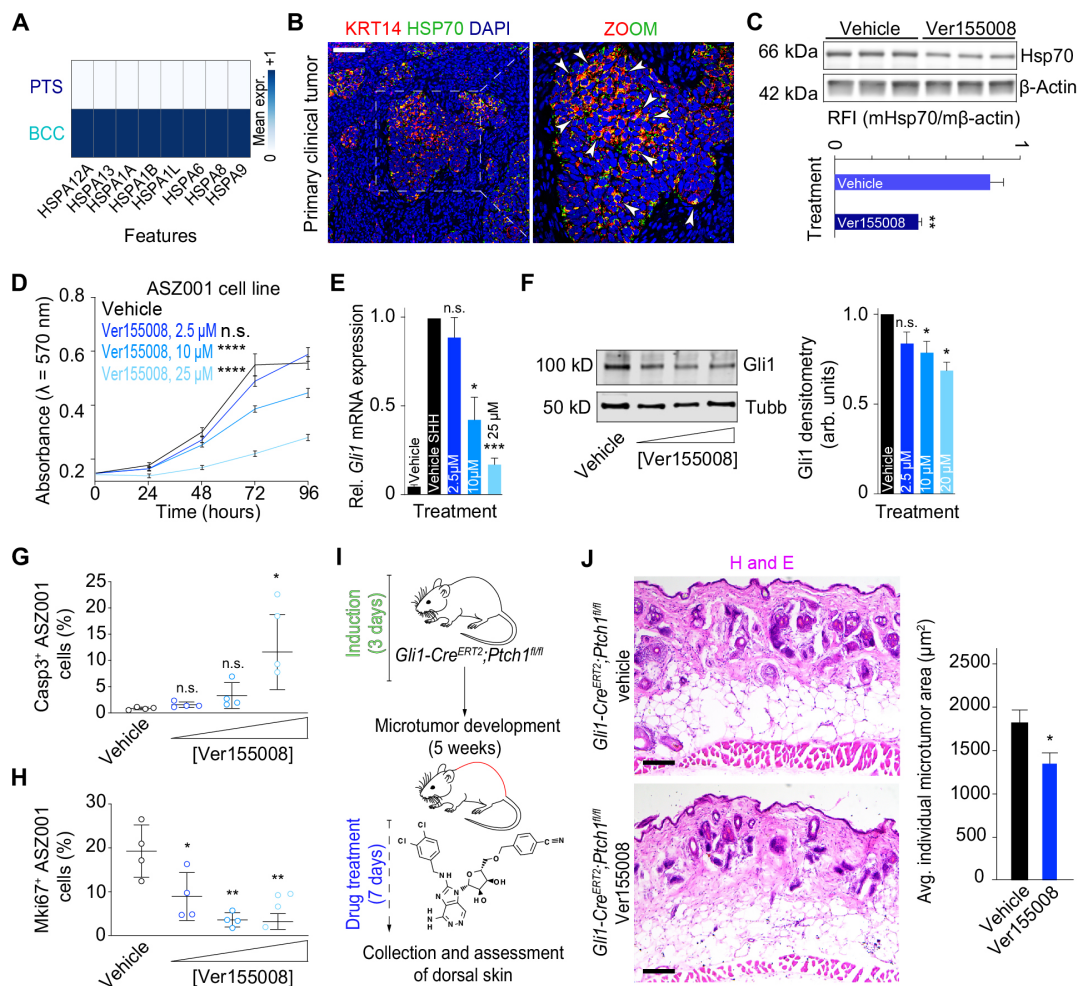 A
PTS
BCC
HSPA12A
HSPA13
HSPA1A
HSPA1B
HSPA1L
HSPA6
HSPA8
HSPA9
Features
Mean expr.
0
+1
B
KRT14 HSP70 DAPI
ZOOM
Primary clinical tumor
C
Vehicle
Ver155008
66 kDa
Hsp70
β-Actin
42 kDa
RFI (mHsp70/mβ-actin)
0
1
Treatment
Vehicle
Ver155008
**
D
ASZ001 cell line
Vehicle
Ver155008, 2.5 μM n.s.
Ver155008, 10 μM ****
Ver155008, 25 μM ****
Absorbance (λ = 570 nm)
0.8
0.6
0.4
0.2
0
24
48
72
96
Time (hours)
E
Rel. Gli1 mRNA expression
1.0
0.5
0
n.s.
*
***
Vehicle
Vehicle SHH
2.5 μM
10μM
25 μM
Treatment
F
100 kD
Gli1
50 kD
Tubb
Vehicle
[Ver155008]
Gli1 densitometry
(arb. units)
1.0
0.5
0
n.s.
*
*
Vehicle
2.5 μM
10 μM
20 μM
Treatment
G
Casp3+ ASZ001
cells (%)
25
20
15
10
5
0
n.s.
n.s.
*
Vehicle
[Ver155008]
H
Mki67+ ASZ001
cells (%)
30
20
10
0
*
**
**
Vehicle
[Ver155008]
I
Induction
(3 days)
Gli1-CreERT2;Ptch1fl/fl
Microtumor development
(5 weeks)
Drug treatment
(7 days)
Cl
Cl
HN
N
N
N
N
N
H
H
O
O
O
H
O
H
C≡N
Collection and assessment
of dorsal skin
J
H and E
Gli1-CreERT2;Ptch1fl/fl
vehicle
Gli1-CreERT2;Ptch1fl/fl
Ver155008
Avg. individual microtumor area (μm2)
2500
2000
1500
1000
500
0
*
Vehicle
Ver155008